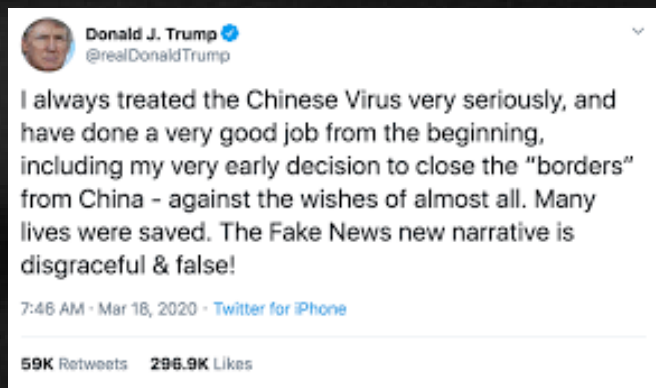 Donald J. Trump
@realDonaldTrump
I always treated the Chinese Virus very seriously, and
have done a very good job from the beginning,
including my very early decision to close the "borders"
from China - against the wishes of almost all. Many
lives were saved. The Fake News new narrative is
disgraceful & false!
7:46 AM · Mar 18, 2020 · Twitter for iPhone
59K Retweets 296.9K Likes